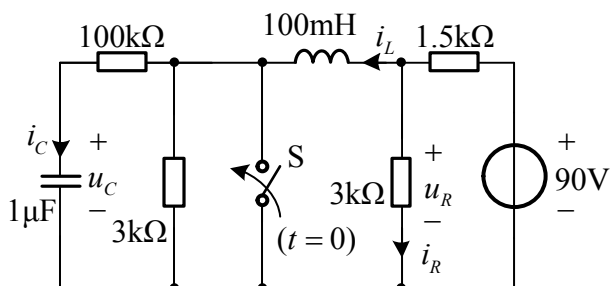 100mH
100kΩ
i_L
1.5kΩ
i_C
+
u_C
−
1μF
3kΩ
S
(t = 0)
3kΩ
+
u_R
−
i_R
+
90V
−